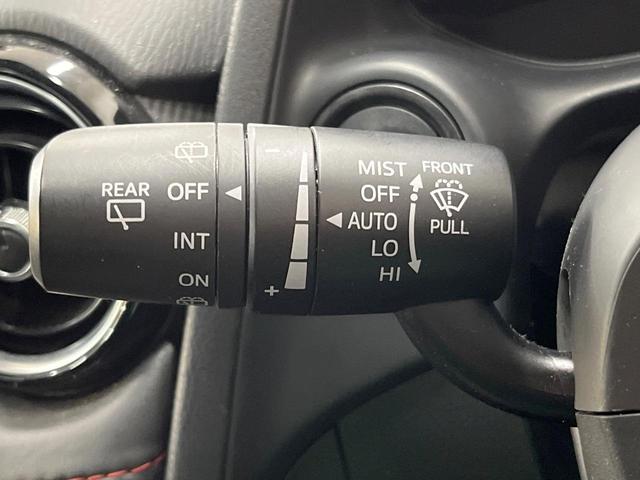 REAR
OFF
INT
ON
-
+
MIST
OFF
AUTO
LO
HI
FRONT
PULL